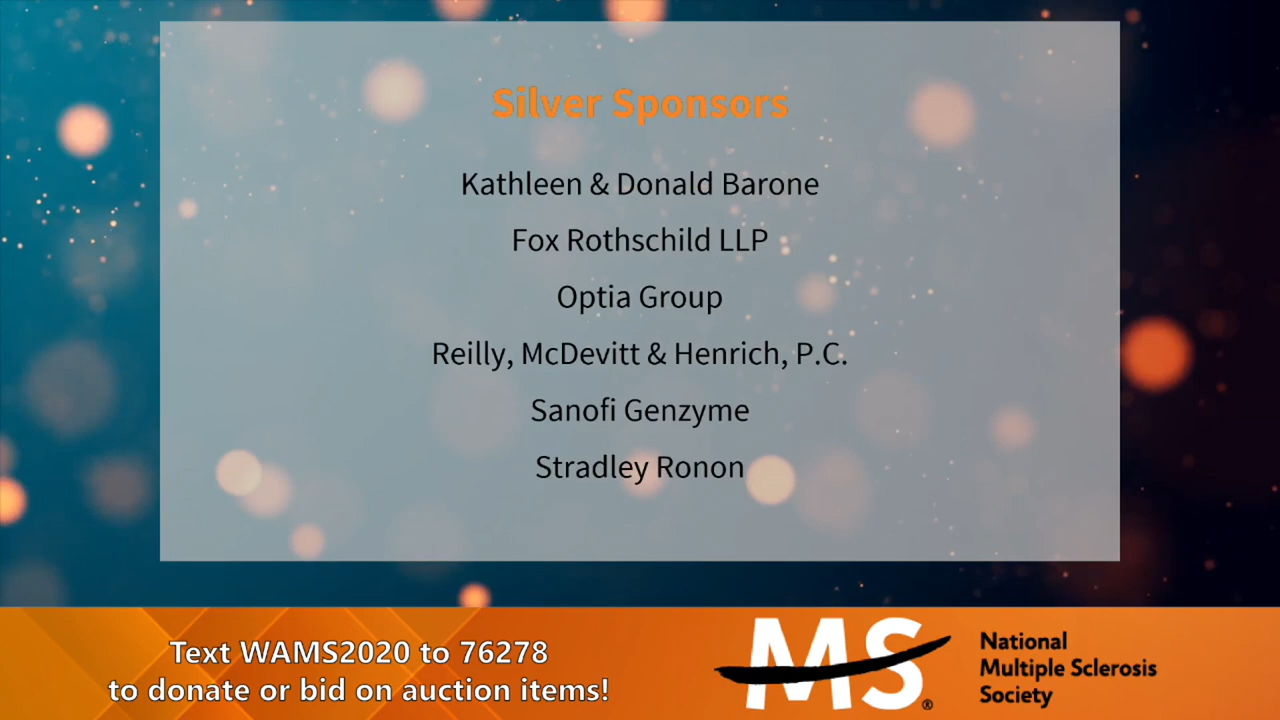 Silver Sponsors
Kathleen & Donald Barone
Fox Rothschild LLP
Optia Group
Reilly, McDevitt & Henrich, P.C.
Sanofi Genzyme
Stradley Ronon
Text WAMS2020 to 76278
to donate or bid on auction items!
MS®
National
Multiple Sclerosis
Society